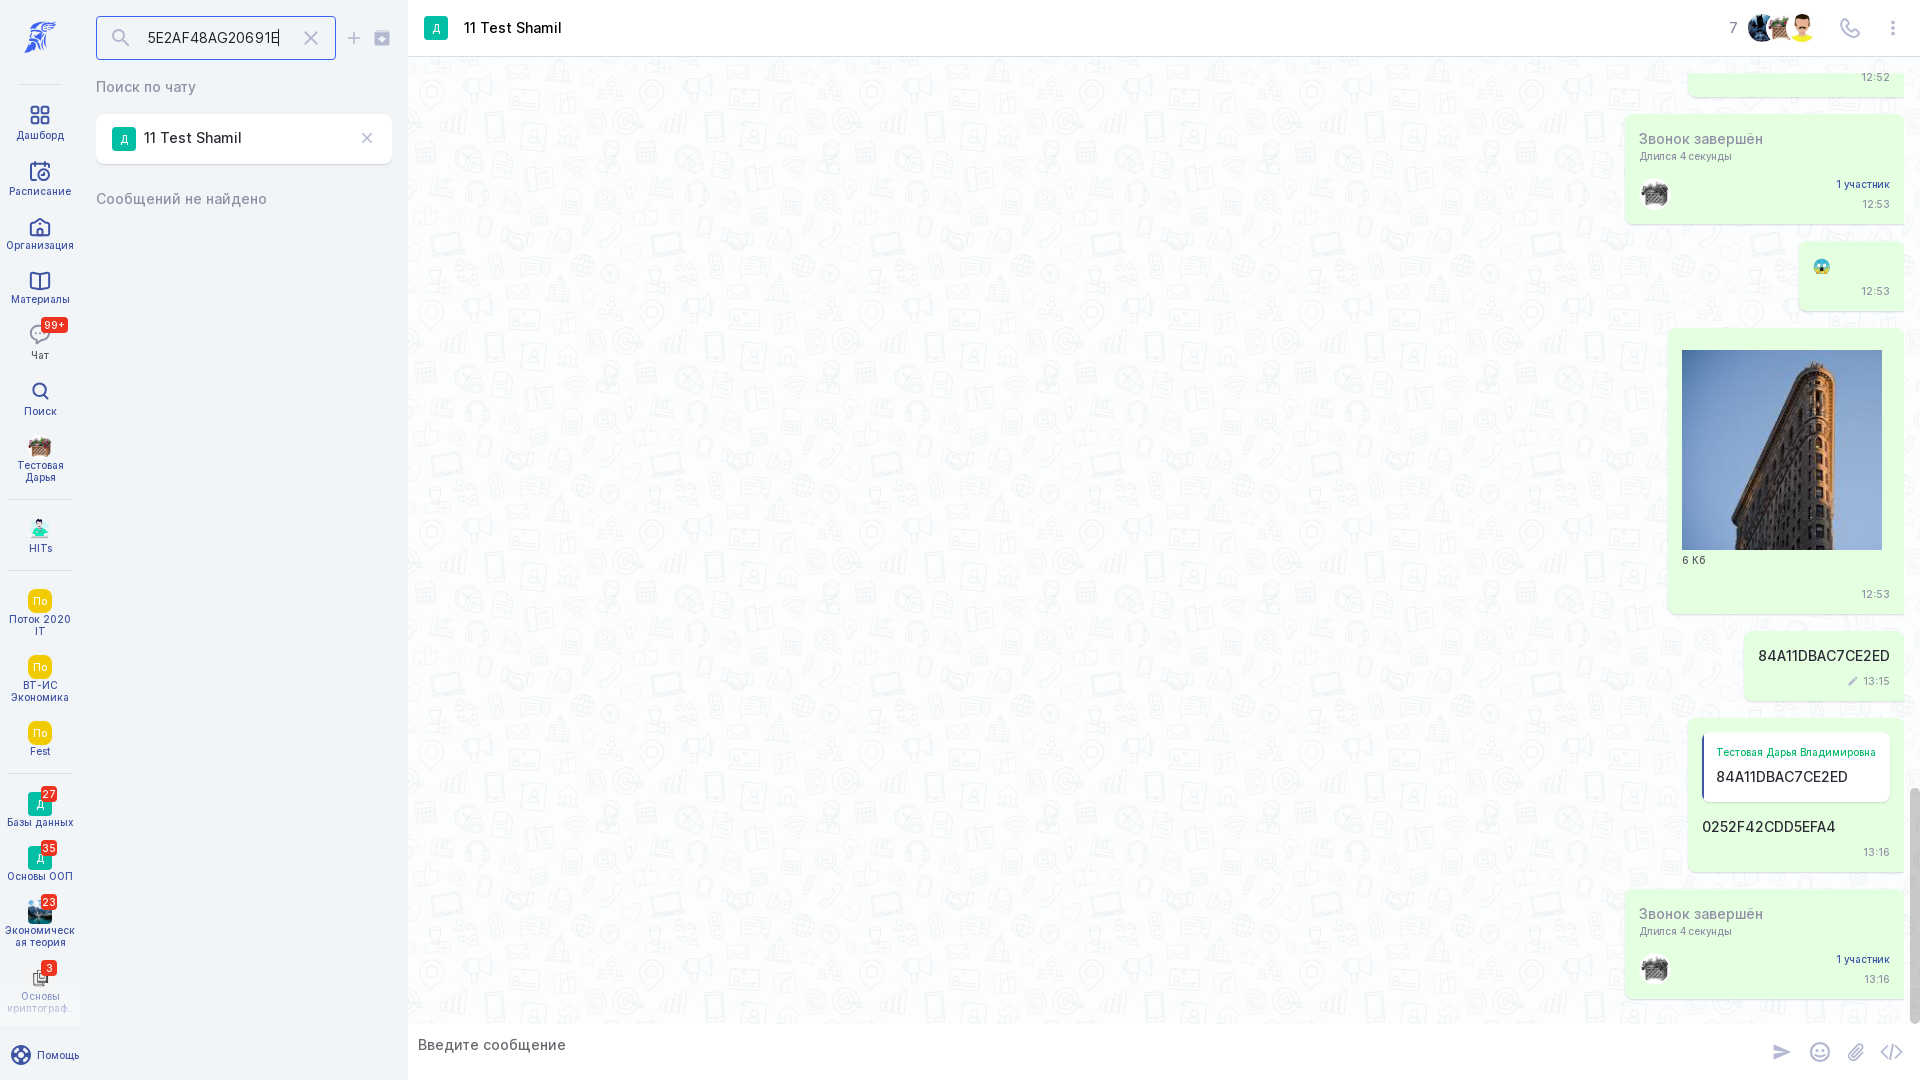 5E2AF48AG20691E
Поиск по чату
Д 11 Test Shamil
Сообщений не найдено
Дашборд
Расписание
Организация
Материалы
99+
Чат
Поиск
Тестовая
Дарья
HITs
По
Поток 2020
IT
По
ВТ-ИС
Экономика
По
Fest
27
Д
Базы данных
35
Д
Основы ООП
23
Экономическ
ая теория
3
Основы
криптограф...
Помощь
Д 11 Test Shamil
7
12:52
Звонок завершён
Длился 4 секунды
1 участник
12:53
12:53
6 Кб
12:53
84A11DBAC7CE2ED
13:15
Тестовая Дарья Владимировна
84A11DBAC7CE2ED
0252F42CDD5EFA4
13:16
Звонок завершён
Длился 4 секунды
1 участник
13:16
Введите сообщение